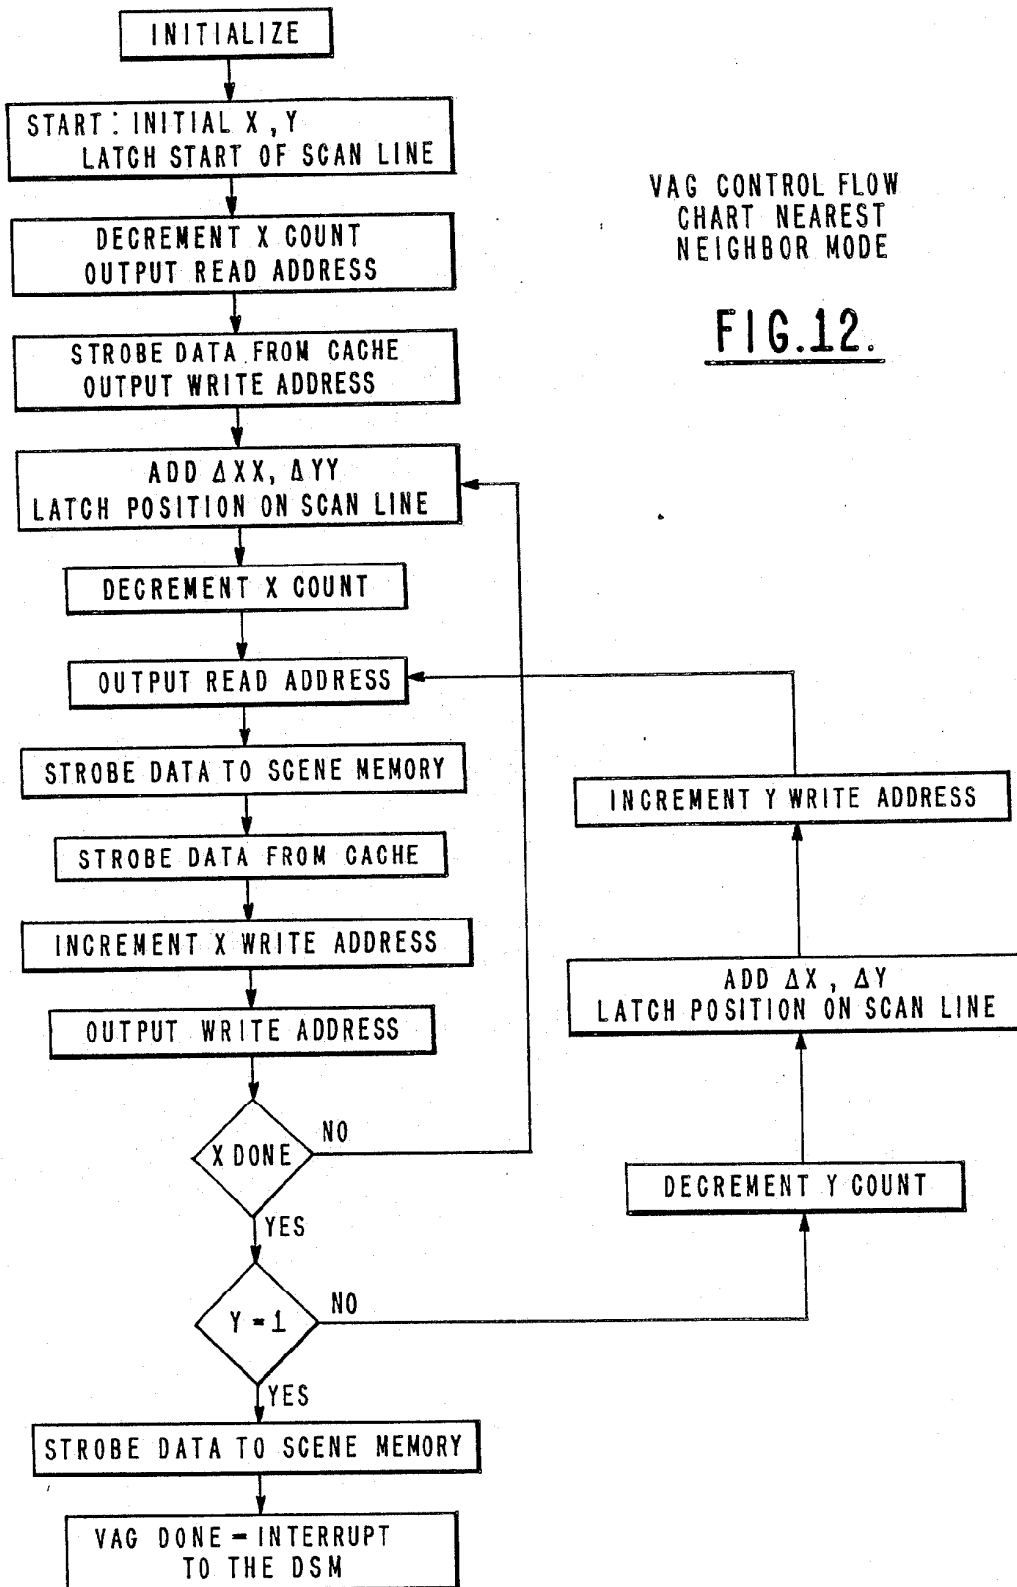 INITIALIZE
START: INITIAL X, Y
LATCH START OF SCAN LINE
DECREMENT X COUNT
OUTPUT READ ADDRESS
STROBE DATA FROM CACHE
OUTPUT WRITE ADDRESS
ADD ΔXX, ΔYY
LATCH POSITION ON SCAN LINE
DECREMENT X COUNT
OUTPUT READ ADDRESS
STROBE DATA TO SCENE MEMORY
STROBE DATA FROM CACHE
INCREMENT X WRITE ADDRESS
OUTPUT WRITE ADDRESS
X DONE
NO
YES
Y = 1
NO
YES
STROBE DATA TO SCENE MEMORY
VAG DONE - INTERRUPT
TO THE DSM
VAG CONTROL FLOW
CHART NEAREST
NEIGHBOR MODE
FIG.12.
INCREMENT Y WRITE ADDRESS
ADD ΔX, ΔY
LATCH POSITION ON SCAN LINE
DECREMENT Y COUNT